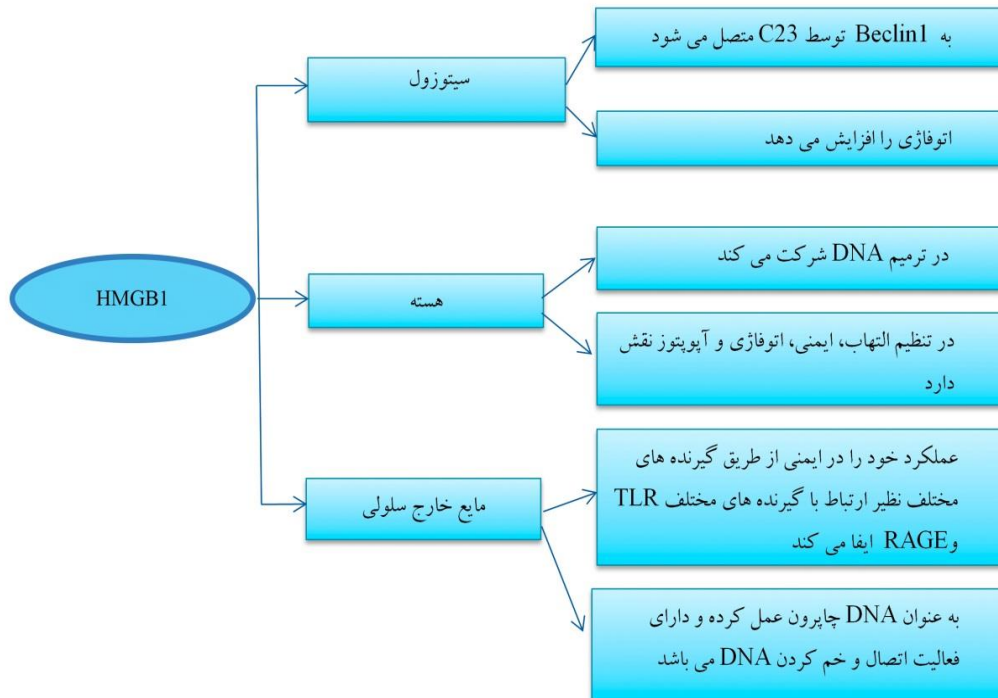 HMGB1
سیتوزول
به Beclin1 توسط C23 متصل می شود
اتوفاژی را افزایش می دهد
هسته
در ترمیم DNA شرکت می کند
در تنظیم التهاب، ایمنی، اتوفاژی و آپوپتوز نقش
دارد
مایع خارج سلولی
عملکرد خود را در ایمنی از طریق گیرنده های
مختلف نظیر ارتباط با گیرنده های مختلف TLR
و RAGE ایفا می کند
به عنوان DNA چاپرون عمل کرده و دارای
فعالیت اتصال و خم کردن DNA می باشد